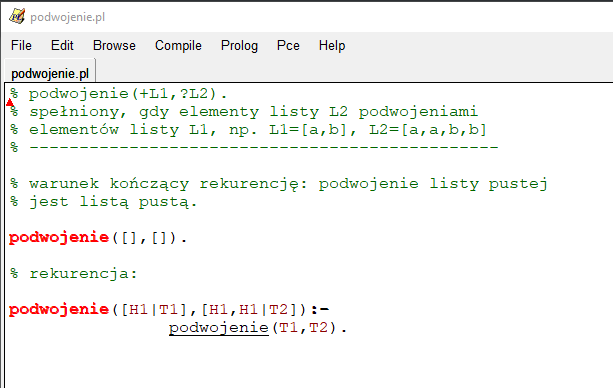 podwojenie.pl
File Edit Browse Compile Prolog Pce Help
podwojenie.pl
% podwojenie(+L1,?L2).
% spełniony, gdy elementy listy L2 podwojeniami
% elementów listy L1, np. L1=[a,b], L2=[a,a,b,b]
% -----------------------------------------------
% warunek kończący rekurencję: podwojenie listy pustej
% jest listą pustą.
podwojenie([],[]).
% rekurencja:
podwojenie([H1|T1],[H1,H1|T2]):-
podwojenie(T1,T2).